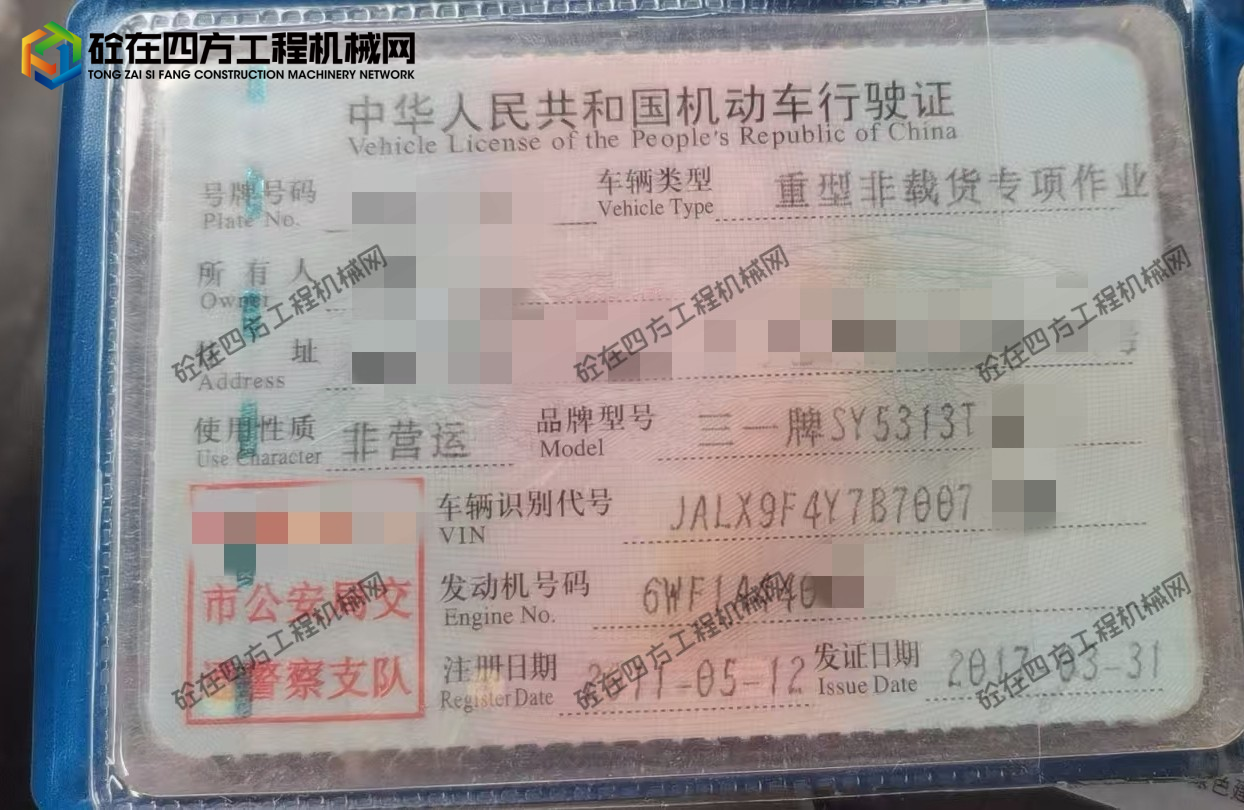 砼在四方工程机械网
TONG ZAI SI FANG CONSTRUCTION MACHINERY NETWORK
中华人民共和国机动车行驶证
Vehicle License of the People's Republic of China
号牌号码 车辆类型 重型非载货专项作业
Plate No. Vehicle Type
所有人
Owner
砼在四方工程机械网 砼在四方工程机械网 砼在四方工程机械网
址
Address
使用性质 非营运 品牌型号 三一牌SY5313T
Use Character Model
车辆识别代号 JALX9F4Y7B7007
VIN
发动机号码 6WF1
Engine No.
市公安局交
通警察支队
注册日期 11-05-12 发证日期 2017-03-31
Register Date Issue Date
砼在四方工程机械网 砼在四方工程机械网 砼在四方工程机械网